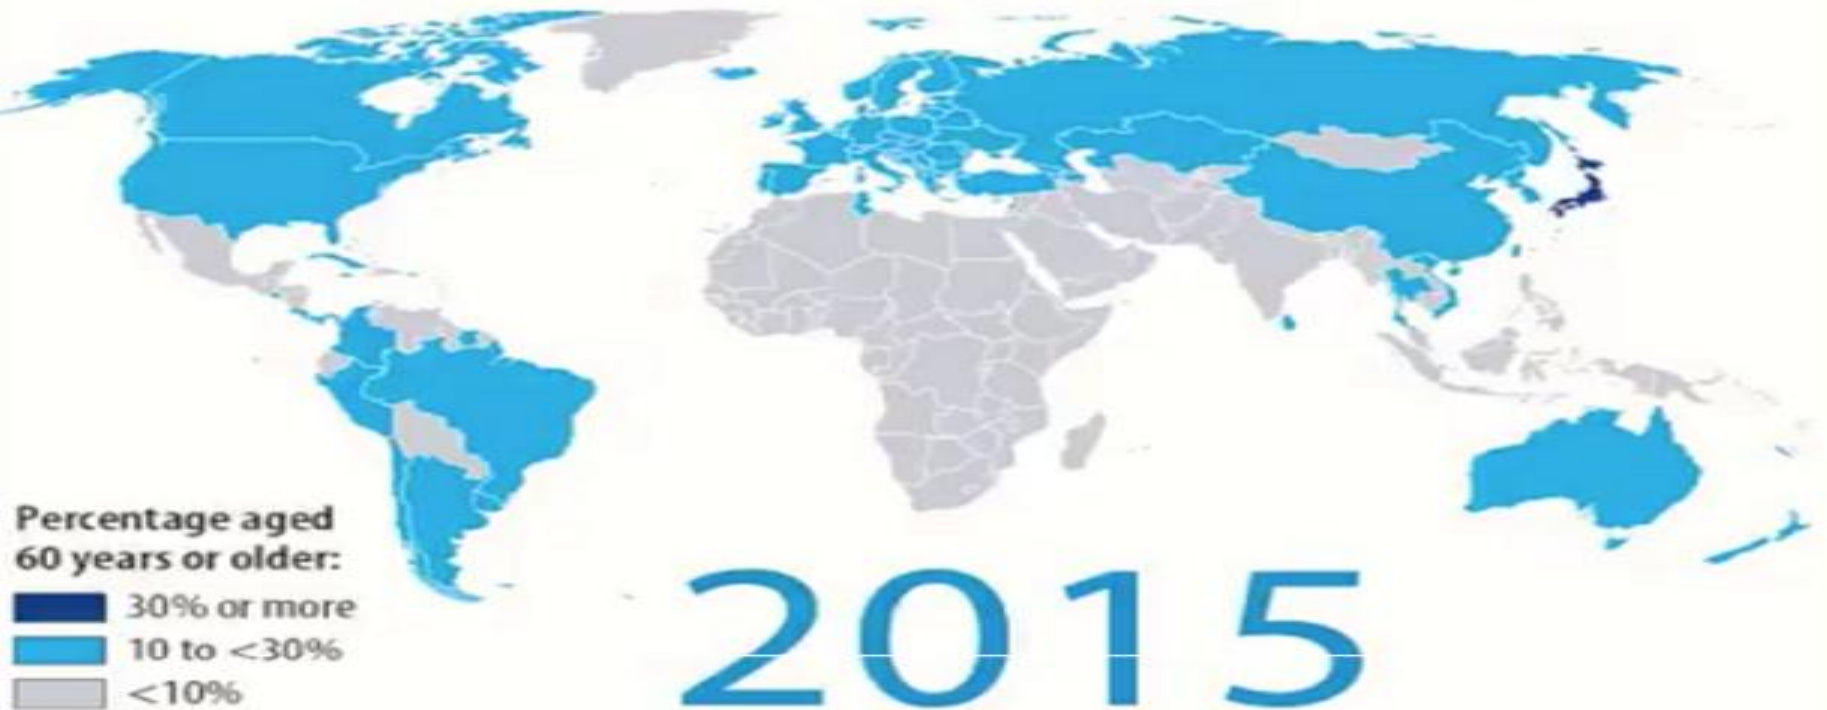 Percentage aged
60 years or older:
30% or more
10 to <30%
<10%
2015